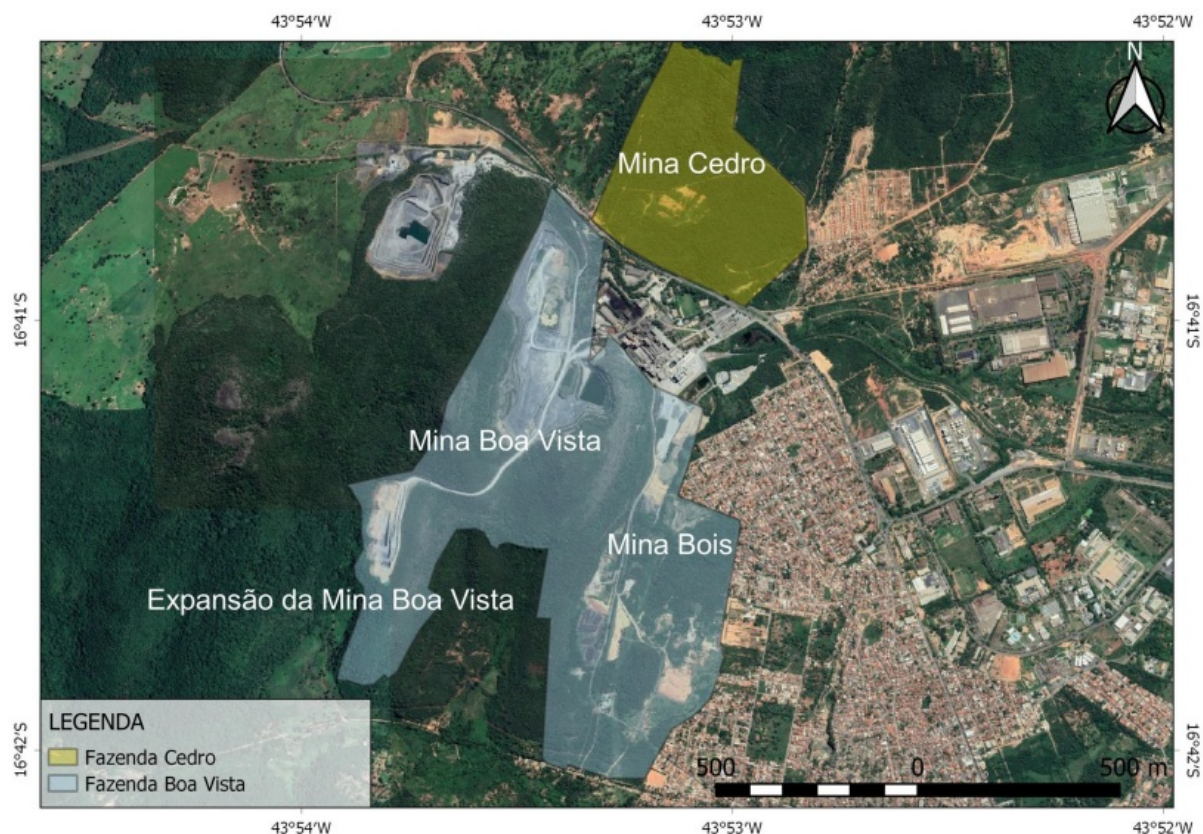 43°54'W 43°53'W 43°52'W
N
Mina Cedro
16°41'S 16°41'S
Mina Boa Vista
Mina Bois
Expansão da Mina Boa Vista
LEGENDA
Fazenda Cedro
Fazenda Boa Vista
16°42'S 16°42'S
500 0 500 m
43°54'W 43°53'W 43°52'W